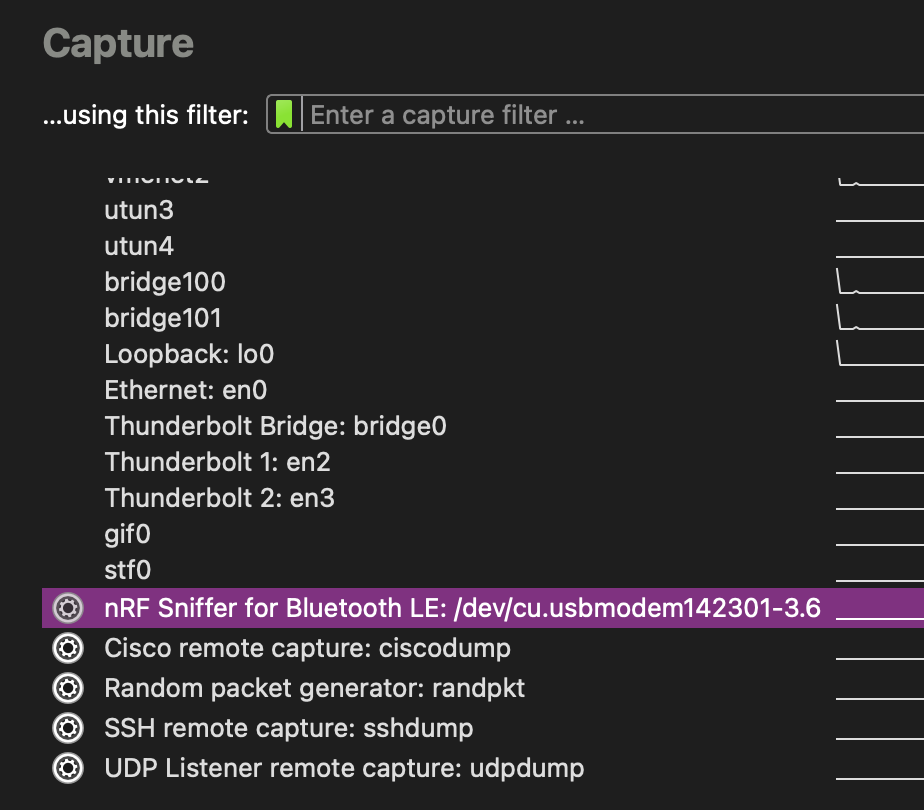 Capture
...using this filter: Enter a capture filter ...
utun3
utun4
bridge100
bridge101
Loopback: lo0
Ethernet: en0
Thunderbolt Bridge: bridge0
Thunderbolt 1: en2
Thunderbolt 2: en3
gif0
stf0
nRF Sniffer for Bluetooth LE: /dev/cu.usbmodem142301-3.6
Cisco remote capture: ciscodump
Random packet generator: randpkt
SSH remote capture: sshdump
UDP Listener remote capture: udpdump